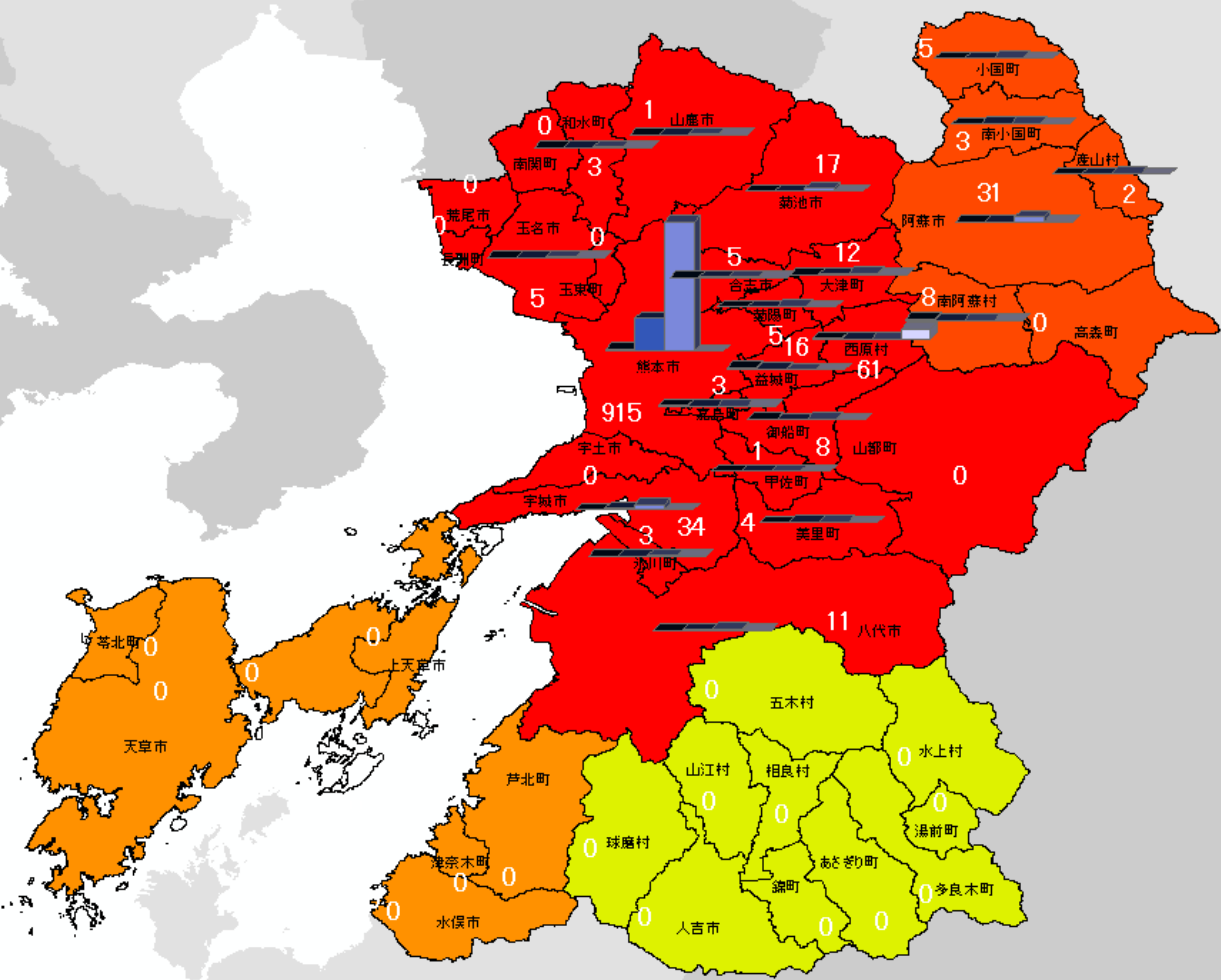 5
小国町
3
南小国町
産山村
2
31
阿蘇市
8
南阿蘇村
0
高森町
0
和水町
1
山鹿市
南関町
3
17
菊池市
0
荒尾市
0
長洲町
玉名市
0
玉東町
5
5
合志市
12
大津町
菊陽町
5
16
西原村
61
熊本市
益城町
3
嘉島町
915
御船町
8
山都町
0
宇土市
0
1
甲佐町
宇城市
34
4
美里町
3
氷川町
11
八代市
苓北町
0
0
天草市
0
0
上天草市
0
五木村
0
水上村
芦北町
0
津奈木町
0
0
水俣市
山江村
0
相良村
0
0
湯前町
0
球磨村
あさぎり町
0
錦町
0
0
多良木町
0
人吉市